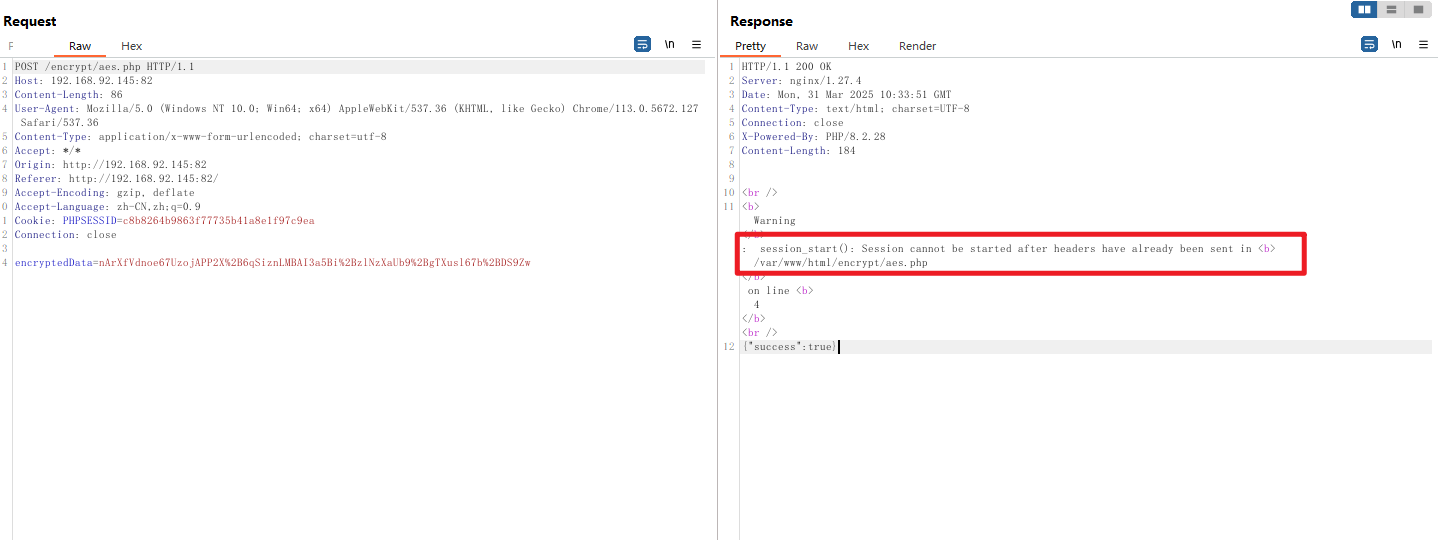 Request
Response
F Raw Hex \n
Pretty Raw Hex Render \n
1 POST /encrypt/aes.php HTTP/1.1
2 Host: 192.168.92.145:82
3 Content-Length: 86
4 User-Agent: Mozilla/5.0 (Windows NT 10.0; Win64; x64) AppleWebKit/537.36 (KHTML, like Gecko) Chrome/113.0.5672.127
Safari/537.36
5 Content-Type: application/x-www-form-urlencoded; charset=utf-8
6 Accept: */*
7 Origin: http://192.168.92.145:82
8 Referer: http://192.168.92.145:82/
9 Accept-Encoding: gzip, deflate
0 Accept-Language: zh-CN,zh;q=0.9
1 Cookie: PHPSESSID=c8b8264b9863f77735b41a8e1f97c9ea
2 Connection: close
3
4 encryptedData=nArXfVdnoe67UzojAPP2X%2B6qSiznLMBAI3a5Bi%2BzlNzXaUb9%2BgTXusl67b%2BDS9Zw
1 HTTP/1.1 200 OK
2 Server: nginx/1.27.4
3 Date: Mon, 31 Mar 2025 10:33:51 GMT
4 Content-Type: text/html; charset=UTF-8
5 Connection: close
6 X-Powered-By: PHP/8.2.28
7 Content-Length: 184
8
9
10 <br />
11 <b>
Warning
</b>
: session_start(): Session cannot be started after headers have already been sent in <b>
/var/www/html/encrypt/aes.php
</b>
on line <b>
4
</b>
<br />
12 {"success":true}